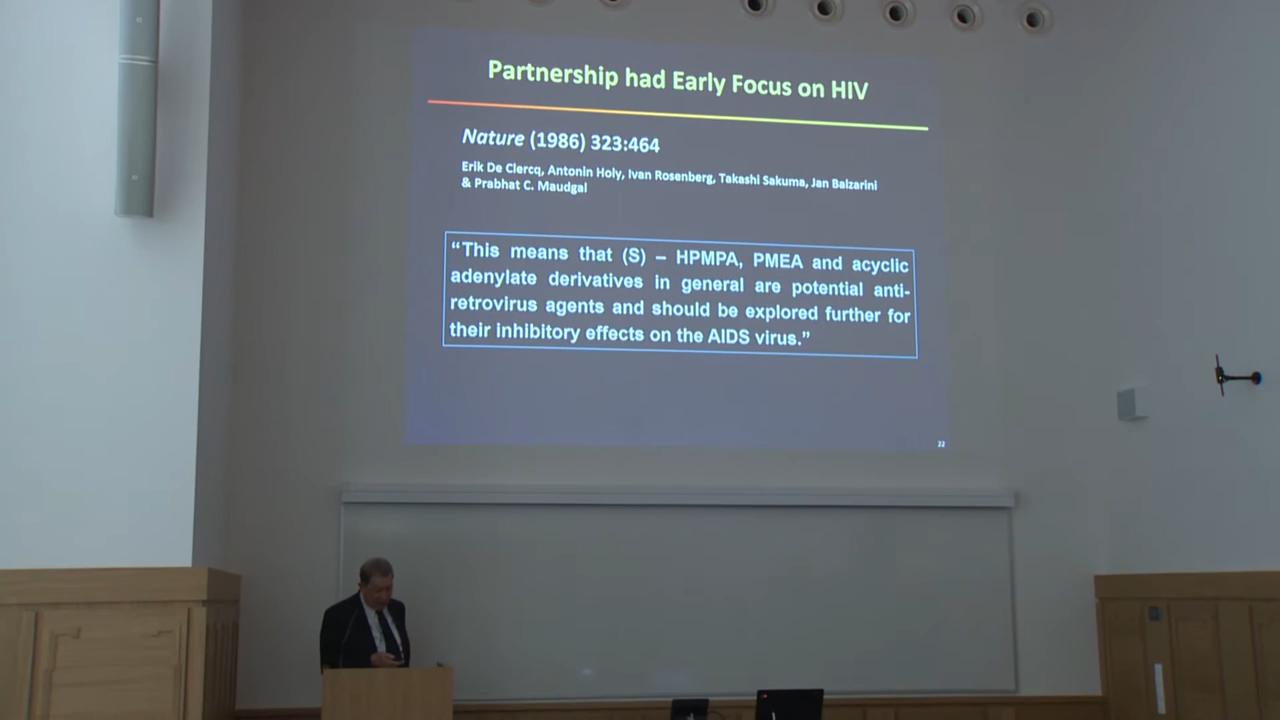 Partnership had Early Focus on HIV
Nature (1986) 323:464
Erik De Clercq, Antonin Holy, Ivan Rosenberg, Takashi Sakuma, Jan Balzarini
& Prabhat C. Maudgal
“This means that (S) – HPMPA, PMEA and acyclic
adenylate derivatives in general are potential anti-
retrovirus agents and should be explored further for
their inhibitory effects on the AIDS virus.”
22